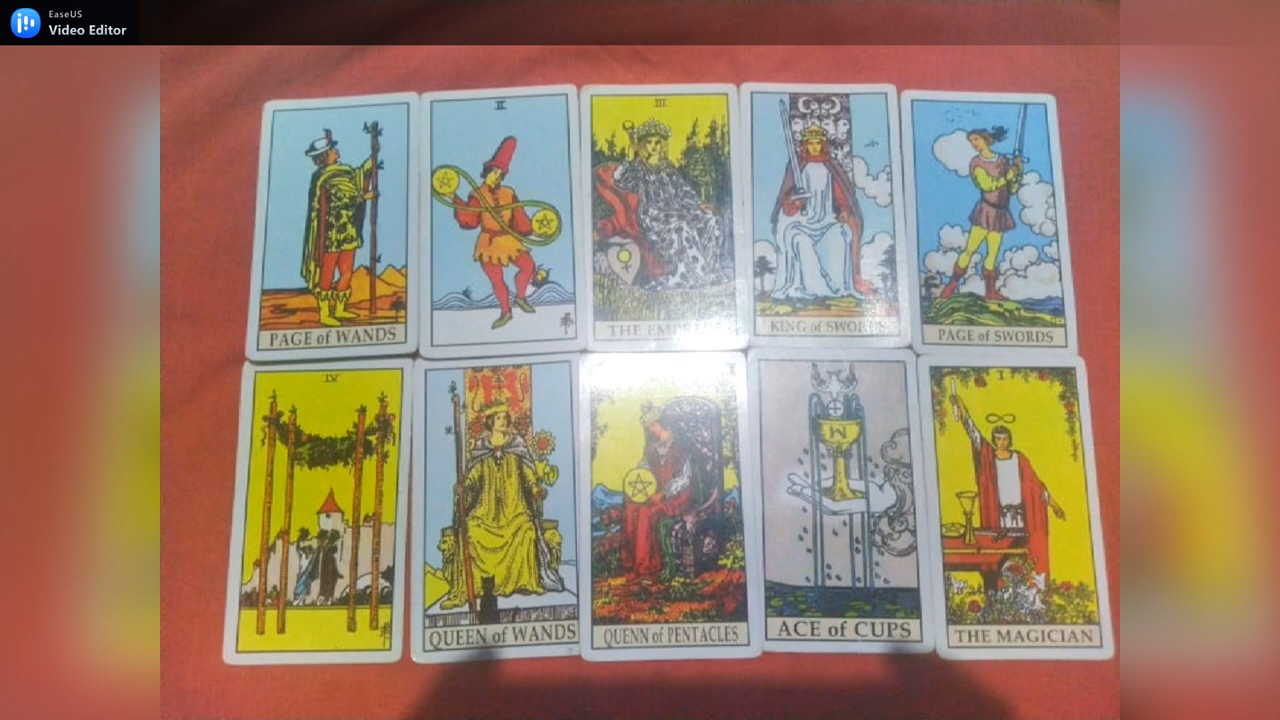 EaseUS
Video Editor
II
III
PAGE of WANDS
THE
KING of SWORDS
PAGE of SWORDS
IV
I
QUEEN of WANDS
QUENN of PENTACLES
ACE of CUPS
THE MAGICIAN